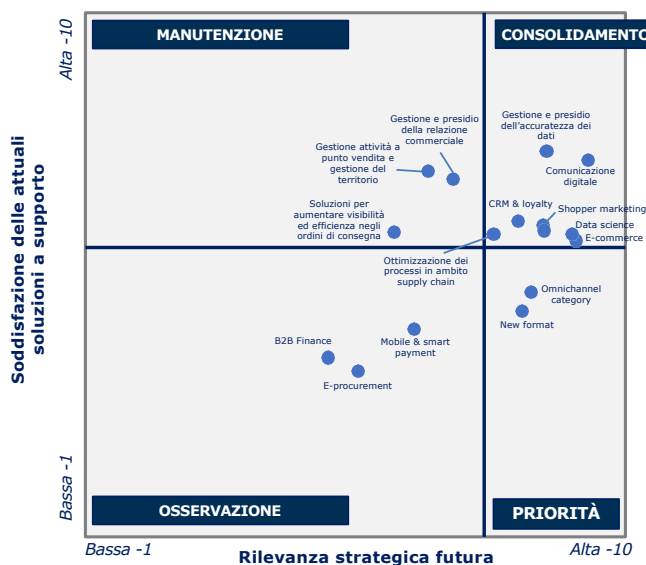 MANUTENZIONE
CONSOLIDAMENTO
Alta -10
Gestione e presidio
della relazione
commerciale
Gestione e presidio
dell'accuratezza dei
dati
Gestione attività a
punto vendita e
gestione del
territorio
Comunicazione
digitale
Soluzioni per
aumentare visibilità
ed efficienza negli
ordini di consegna
CRM & loyalty
Shopper marketing
Data science
E-commerce
Ottimizzazione dei
processi in ambito
supply chain
Soddisfazione delle attuali
soluzioni a supporto
Omnichannel
category
New format
B2B Finance
Mobile & smart
payment
E-procurement
Bassa -1
OSSERVAZIONE
PRIORITÀ
Bassa -1
Rilevanza strategica futura
Alta -10